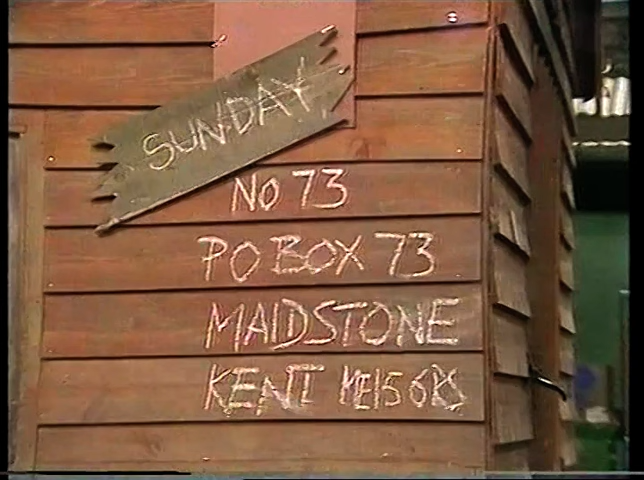 SUNDAY
NO 73
PO BOX 73
MAIDSTONE
KENT ME15 6RS